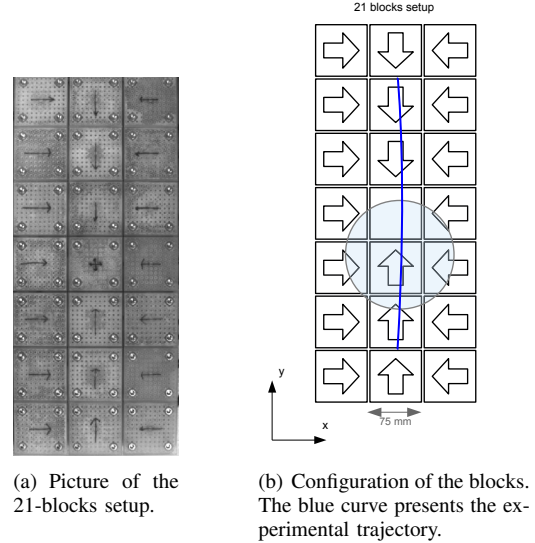 21 blocks setup
y
x
75 mm
(a) Picture of the
21-blocks setup.
(b) Configuration of the blocks.
The blue curve presents the ex-
perimental trajectory.